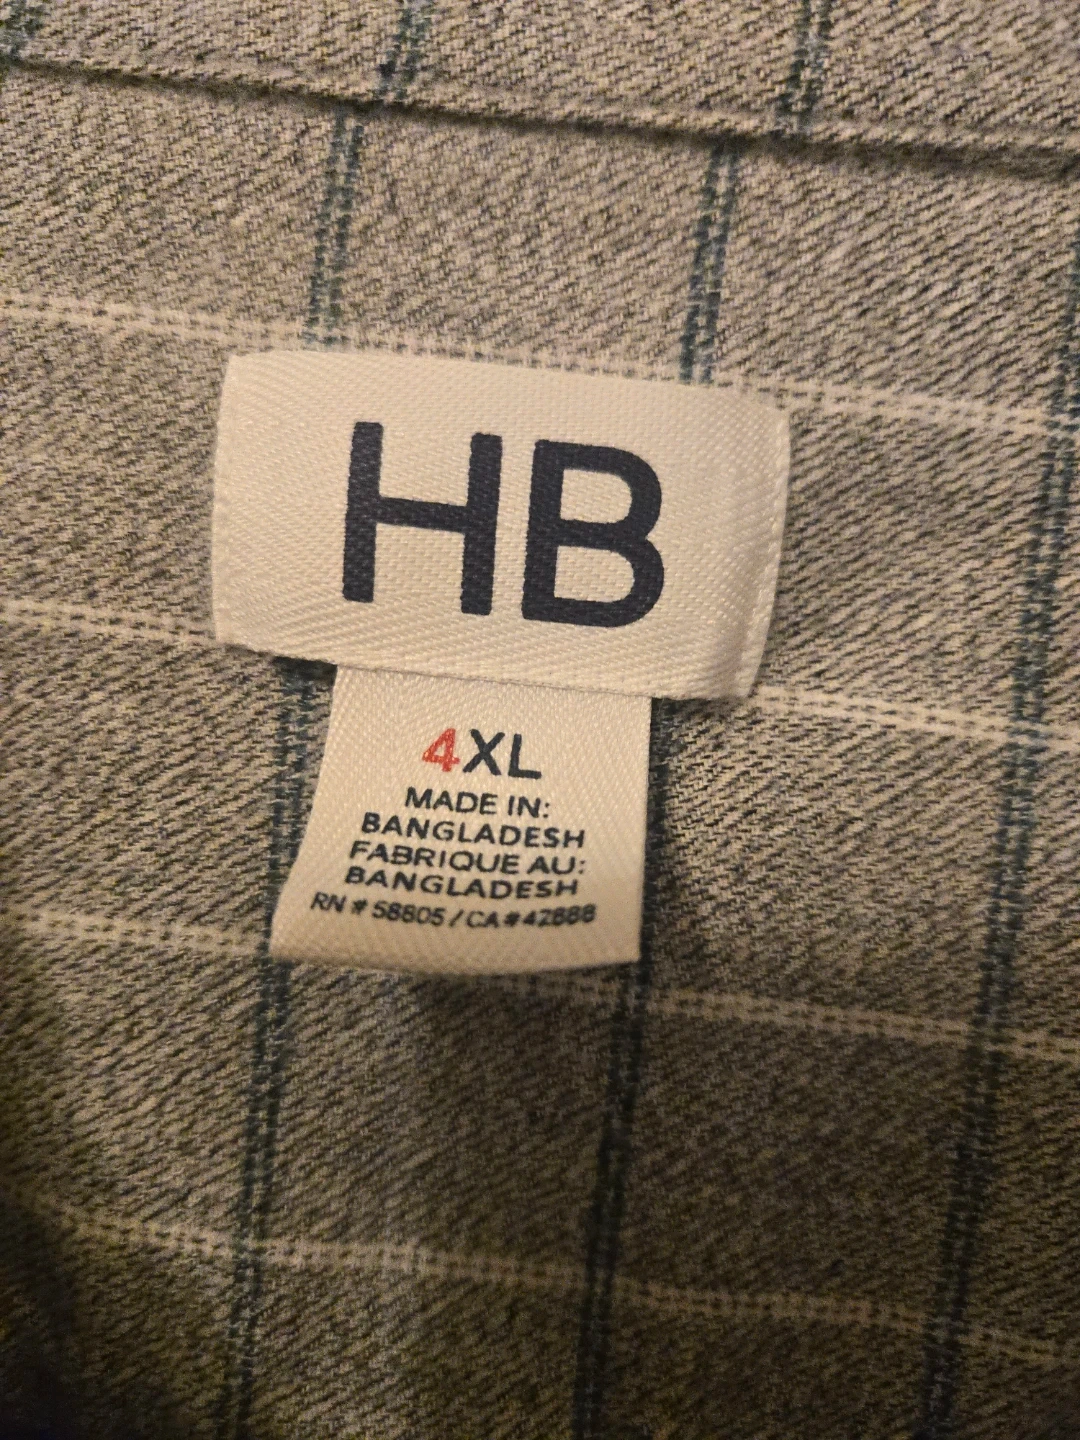 HB
4XL
MADE IN:
BANGLADESH
FABRIQUE AU:
BANGLADESH
RN # 58805 / CA # 42888